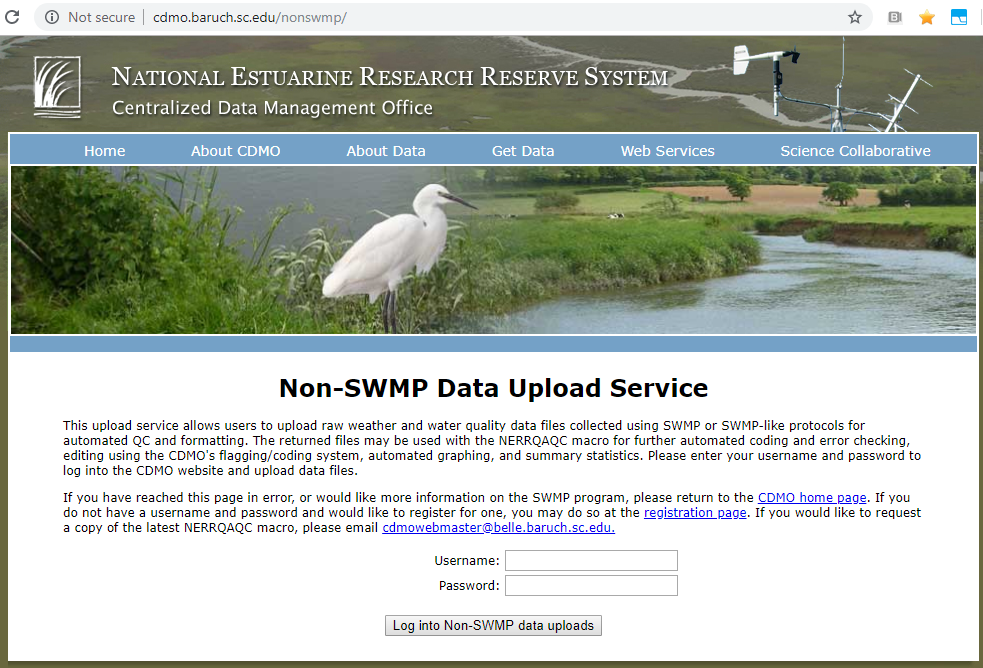 Not secure | cdmo.baruch.sc.edu/nonswmp/
NATIONAL ESTUARINE RESEARCH RESERVE SYSTEM
Centralized Data Management Office
Home About CDMO About Data Get Data Web Services Science Collaborative
Non-SWMP Data Upload Service
This upload service allows users to upload raw weather and water quality data files collected using SWMP or SWMP-like protocols for
automated QC and formatting. The returned files may be used with the NERRQAQC macro for further automated coding and error checking,
editing using the CDMO's flagging/coding system, automated graphing, and summary statistics. Please enter your username and password to
log into the CDMO website and upload data files.
If you have reached this page in error, or would like more information on the SWMP program, please return to the CDMO home page. If you
do not have a username and password and would like to register for one, you may do so at the registration page. If you would like to request
a copy of the latest NERRQAQC macro, please email cdmowebmaster@belle.baruch.sc.edu.
Username:
Password:
Log into Non-SWMP data uploads